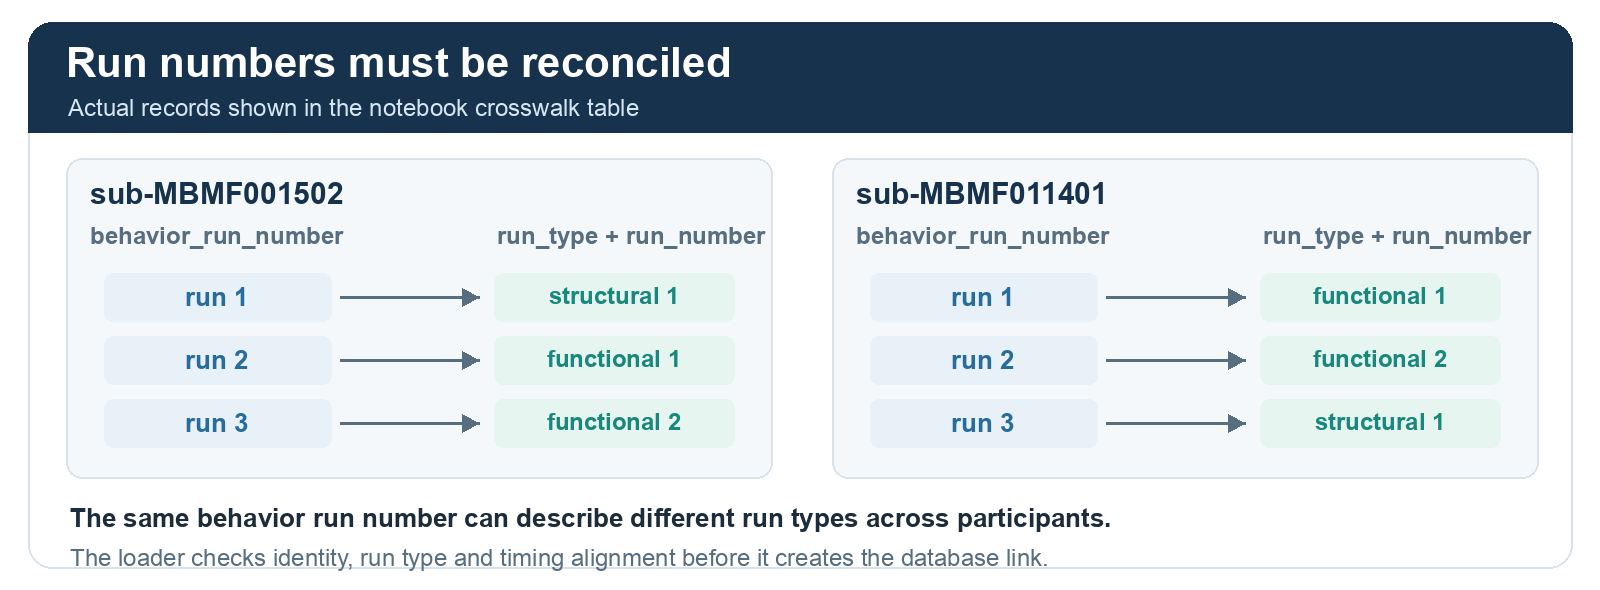 Run numbers must be reconciled
Actual records shown in the notebook crosswalk table
sub-MBMF001502
behavior_run_number run_type + run_number
run 1 structural 1
run 2 functional 1
run 3 functional 2
sub-MBMF011401
behavior_run_number run_type + run_number
run 1 functional 1
run 2 functional 2
run 3 structural 1
The same behavior run number can describe different run types across participants.
The loader checks identity, run type and timing alignment before it creates the database link.